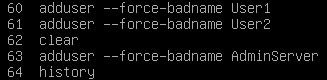 60 adduser --force-badname User1
61 adduser --force-badname User2
62 clear
63 adduser --force-badname AdminServer
64 history